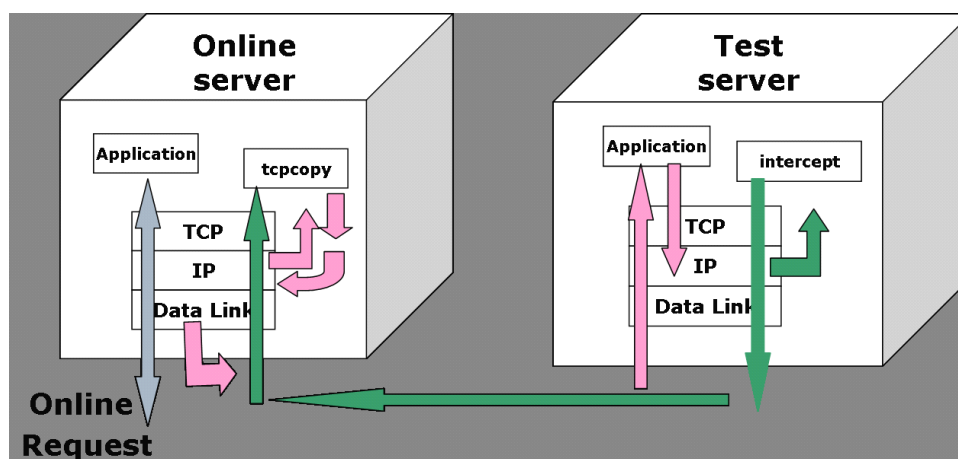 Online
server
Application
tcpcopy
TCP
IP
Data Link
Online
Request
Test
server
Application
intercept
TCP
IP
Data Link